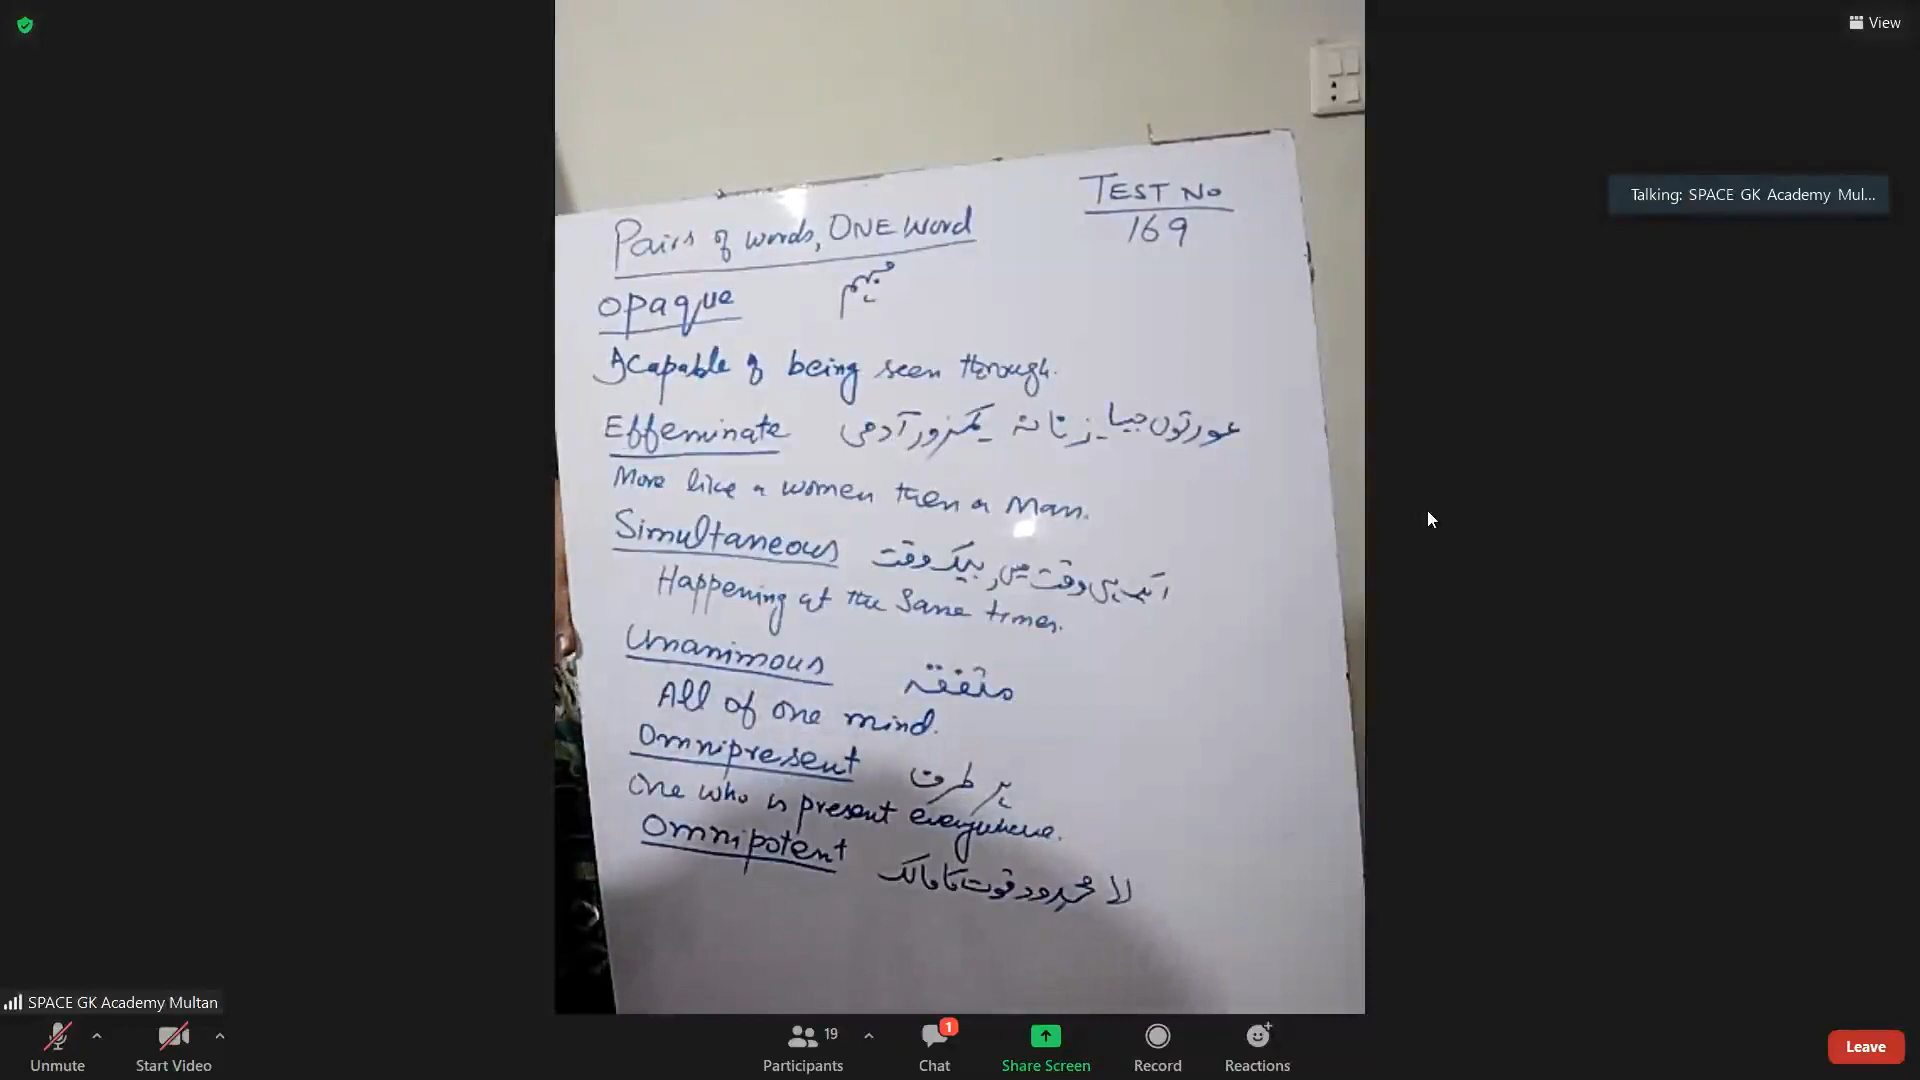 View
Talking: SPACE GK Academy Mul...
TEST No
169
Pairs of words, ONE Word
opaque مبہم
Incapable of being seen through.
Effeminate عورتوں جیسا۔ زنانہ ۔ کمزور آدمی
More like a women then a Man.
Simultaneous ایک ہی وقت میں، بیک وقت
Happening at the Same times.
Unanimous متفقہ
All of one mind.
Omnipresent ہر طرف
One who is present everywhere.
Omnipotent لا محدود قوت کا مالک
SPACE GK Academy Multan
Unmute
Start Video
19
Participants
1
Chat
Share Screen
Record
Reactions
Leave